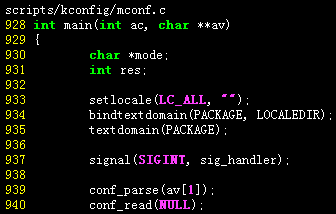 scripts/kconfig/mconf.c
928 int main(int ac, char **av)
929 {
930 char *mode;
931 int res;
932
933 setlocale(LC_ALL, "");
934 bindtextdomain(PACKAGE, LOCALEDIR);
935 textdomain(PACKAGE);
936
937 signal(SIGINT, sig_handler);
938
939 conf_parse(av[1]);
940 conf_read(NULL);